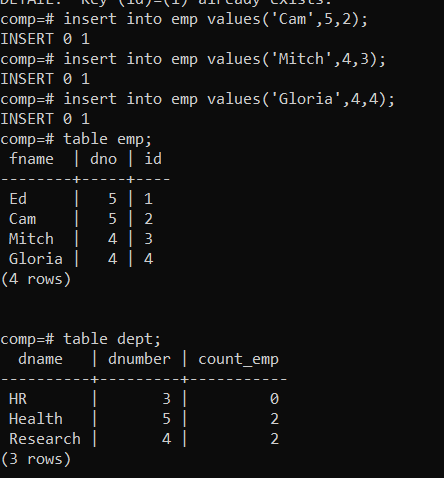 DETAIL:  Key (id)=(1) already exists.
comp=# insert into emp values('Cam',5,2);
INSERT 0 1
comp=# insert into emp values('Mitch',4,3);
INSERT 0 1
comp=# insert into emp values('Gloria',4,4);
INSERT 0 1
comp=# table emp;
 fname  | dno | id
--------+-----+----
 Ed     |   5 | 1
 Cam    |   5 | 2
 Mitch  |   4 | 3
 Gloria |   4 | 4
(4 rows)
comp=# table dept;
  dname   | dnumber | count_emp
----------+---------+-----------
 HR       |       3 |         0
 Health   |       5 |         2
 Research |       4 |         2
(3 rows)